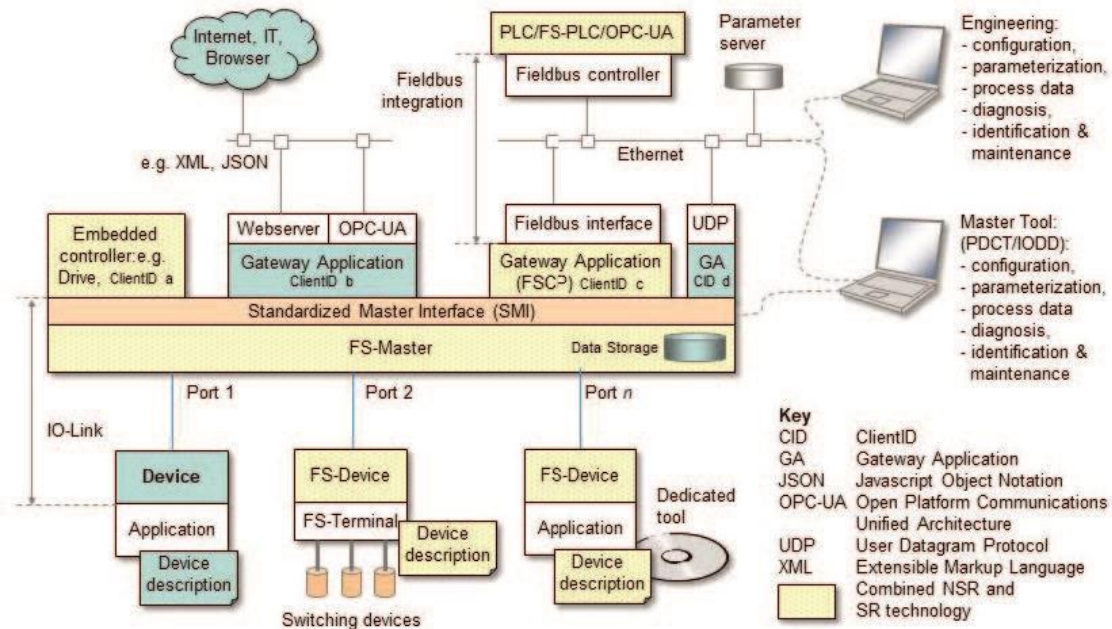 Internet, IT,
Browser
PLC/FS-PLC/OPC-UA
Fieldbus controller
Parameter
server
Engineering:
- configuration,
- parameterization,
- process data
- diagnosis,
- identification &
maintenance
Fieldbus
integration
e.g. XML, JSON
Ethernet
Embedded
controller:e.g.
Drive, ClientID a
Webserver
OPC-UA
Gateway Application
ClientID b
Fieldbus interface
Gateway Application
(FSCP) ClientID c
UDP
GA
CID d
Master Tool:
(PDCT/IODD):
- configuration,
- parameterization,
- process data
- diagnosis,
- identification &
maintenance
Standardized Master Interface (SMI)
FS-Master
Data Storage
Port 1
Port 2
Port n
IO-Link
Device
Application
Device
description
FS-Device
FS-Terminal
Device
description
Switching devices
FS-Device
Application
Device
description
Dedicated
tool
Key
CID ClientID
GA Gateway Application
JSON Javascript Object Notation
OPC-UA Open Platform Communications
Unified Architecture
UDP User Datagram Protocol
XML Extensible Markup Language
Combined NSR and
SR technology